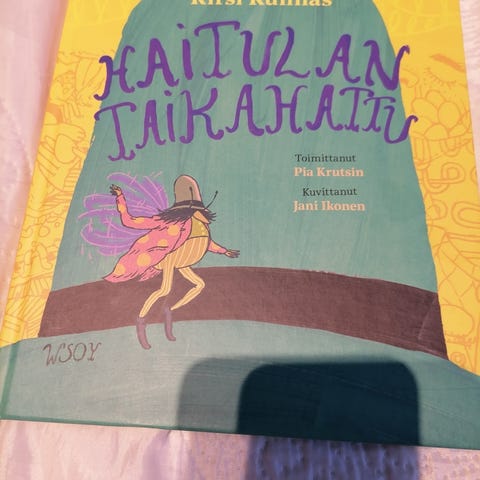 Kirsi Kunnas
HAITULAN
TAIKAHATTU
Toimittanut
Pia Krutsin
Kuvittanut
Jani Ikonen
WSOY